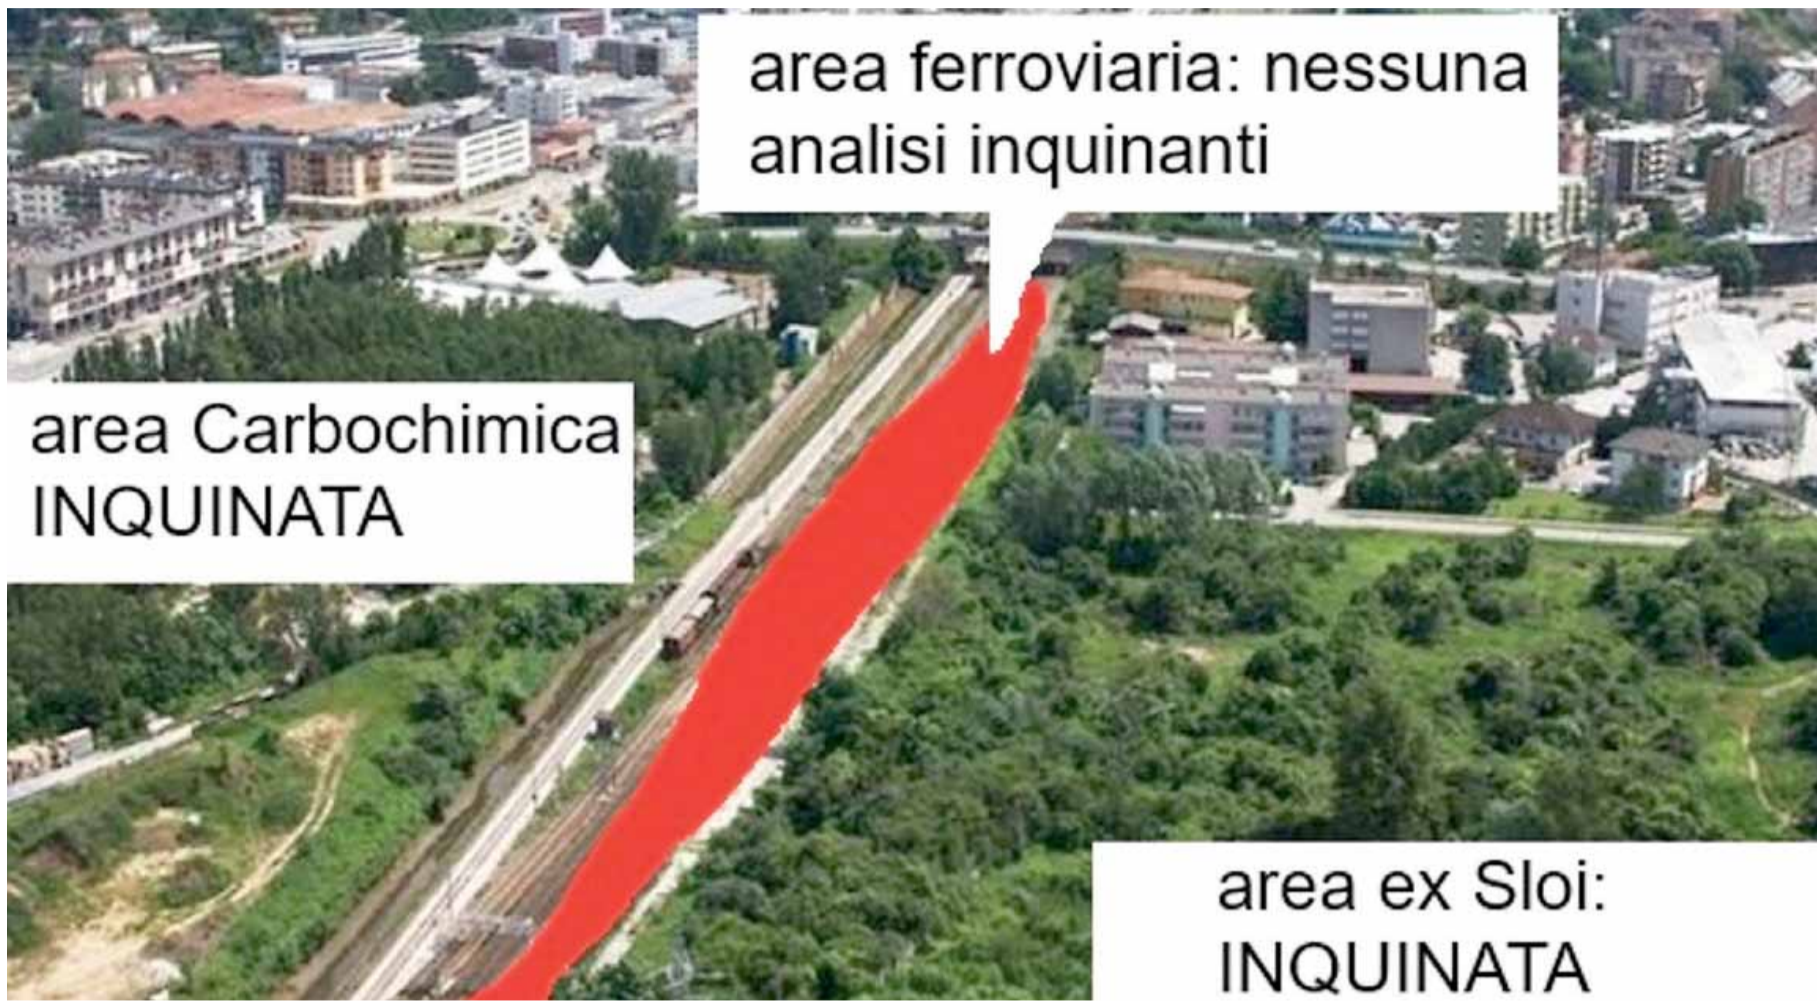 area ferroviaria: nessuna
analisi inquinanti
area Carbochimica
INQUINATA
area ex Sloi:
INQUINATA